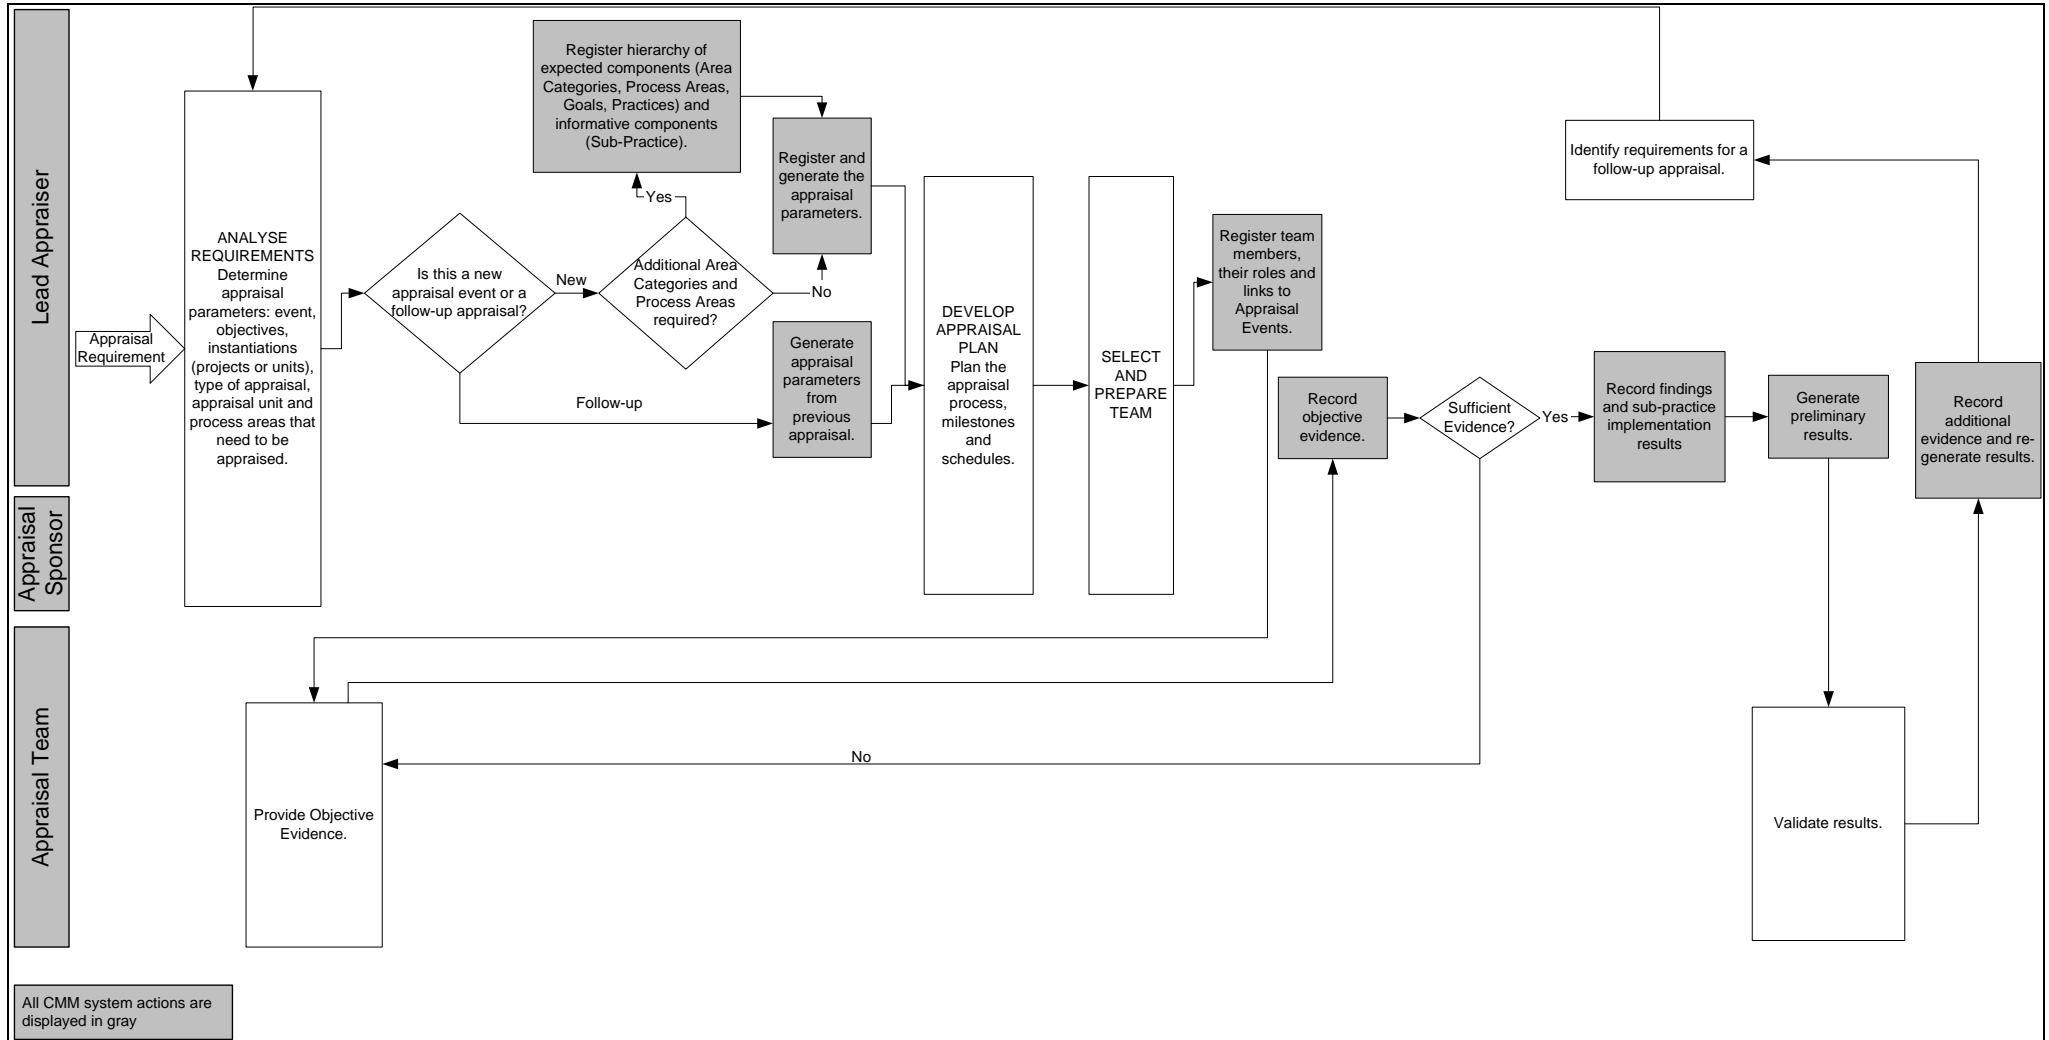 Lead Appraiser
Appraisal
Sponsor
Appraisal Team
Appraisal
Requirement
ANALYSE
REQUIREMENTS
Determine
appraisal
parameters: event,
objectives,
instantiations
(projects or units),
type of appraisal,
appraisal unit and
process areas that
need to be
appraised.
Is this a new
appraisal event or a
follow-up appraisal?
New
Follow-up
Additional Area
Categories and
Process Areas
required?
Yes
No
Register hierarchy of
expected components (Area
Categories, Process Areas,
Goals, Practices) and
informative components
(Sub-Practice).
Register and
generate the
appraisal
parameters.
Generate
appraisal
parameters
from
previous
appraisal.
DEVELOP
APPRAISAL
PLAN
Plan the
appraisal
process,
milestones
and
schedules.
SELECT
AND
PREPARE
TEAM
Register team
members,
their roles and
links to
Appraisal
Events.
Provide Objective
Evidence.
Record
objective
evidence.
Sufficient
Evidence?
Yes
No
Record findings
and sub-practice
implementation
results
Generate
preliminary
results.
Validate results.
Record
additional
evidence and re-
generate results.
Identify requirements for a
follow-up appraisal.
All CMM system actions are
displayed in gray